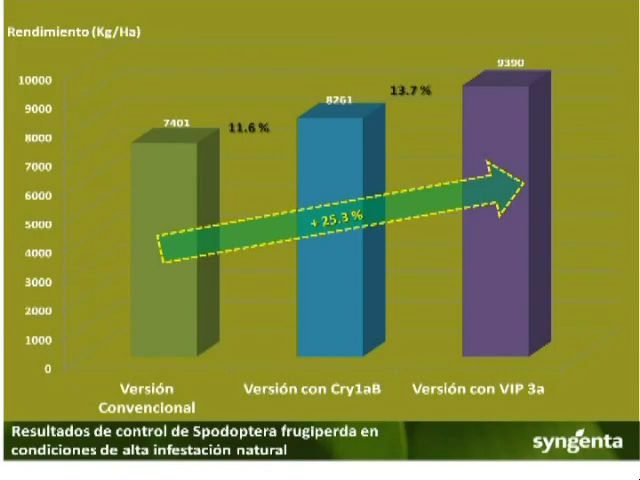 Rendimiento (Kg/Ha)
9390
10000
13.7 %
8261
9000
7401
11.6 %
8000
7000
6000
5000
+ 25.3 %
4000
3000
2000
1000
0
Versión
Convencional
Versión con Cry1aB
Versión con VIP 3a
Resultados de control de Spodoptera frugiperda en
condiciones de alta infestación natural
syngenta